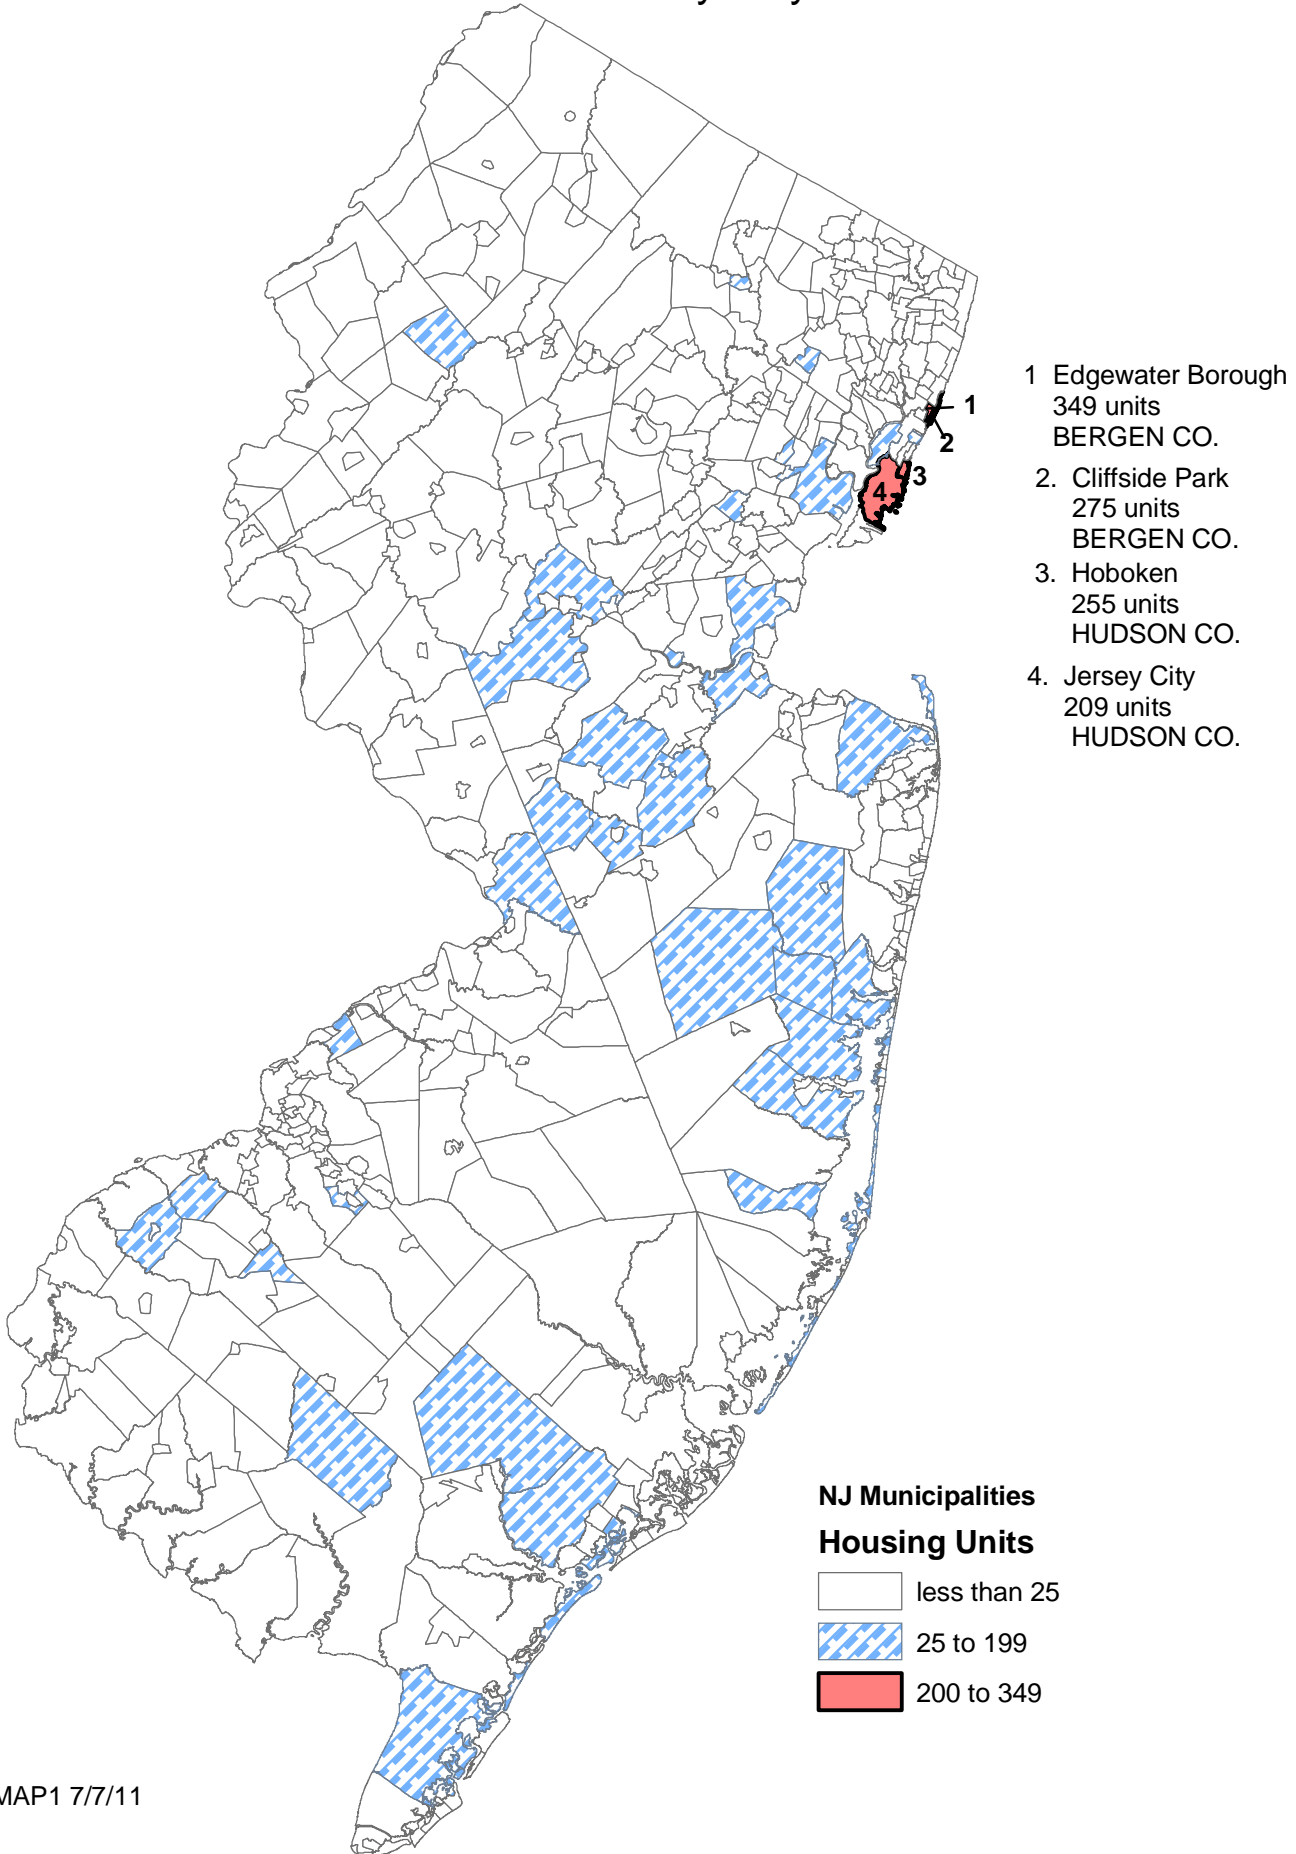 1 Edgewater Borough
349 units
BERGEN CO.
2. Cliffside Park
275 units
BERGEN CO.
3. Hoboken
255 units
HUDSON CO.
4. Jersey City
209 units
HUDSON CO.
1
2
3
4
NJ Municipalities
Housing Units
less than 25
25 to 199
200 to 349
MAP1 7/7/11